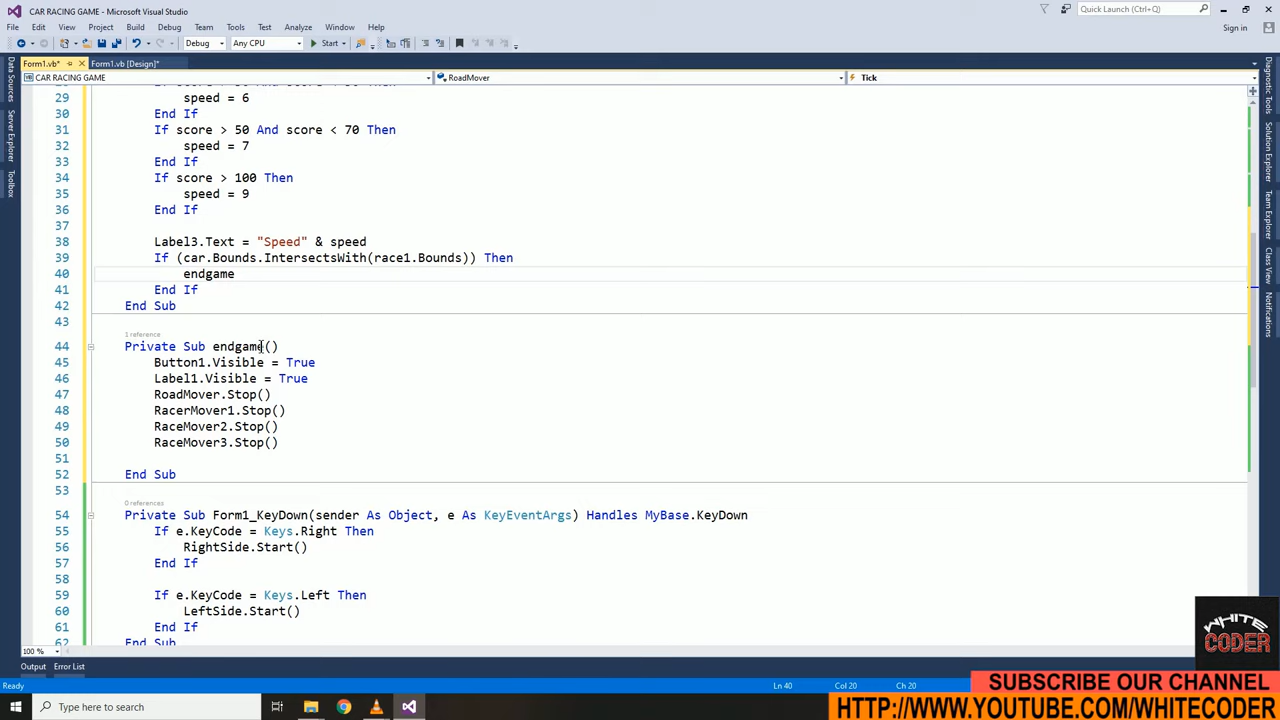 CAR RACING GAME - Microsoft Visual Studio
Quick Launch (Ctrl+Q)
File Edit View Project Build Debug Team Tools Test Analyze Window Help
Sign in
Debug Any CPU Start
Form1.vb* Form1.vb [Design]*
CAR RACING GAME RoadMover Tick
Data Sources
Server Explorer
Toolbox
Diagnostic Tools
Solution Explorer
Team Explorer
Class View
Notifications
29 speed = 6
30 End If
31 If score > 50 And score < 70 Then
32 speed = 7
33 End If
34 If score > 100 Then
35 speed = 9
36 End If
37
38 Label3.Text = "Speed" & speed
39 If (car.Bounds.IntersectsWith(race1.Bounds)) Then
40 endgame
41 End If
42 End Sub
43
1 reference
44 Private Sub endgame()
45 Button1.Visible = True
46 Label1.Visible = True
47 RoadMover.Stop()
48 RacerMover1.Stop()
49 RaceMover2.Stop()
50 RaceMover3.Stop()
51
52 End Sub
53
0 references
54 Private Sub Form1_KeyDown(sender As Object, e As KeyEventArgs) Handles MyBase.KeyDown
55 If e.KeyCode = Keys.Right Then
56 RightSide.Start()
57 End If
58
59 If e.KeyCode = Keys.Left Then
60 LeftSide.Start()
61 End If
62 End Sub
100 %
Output Error List
Ready Ln 40 Col 20 Ch 20
WHITE
CODER
SUBSCRIBE OUR CHANNEL
Type here to search
HTTP://WWW.YOUTUBE.COM/WHITECODER